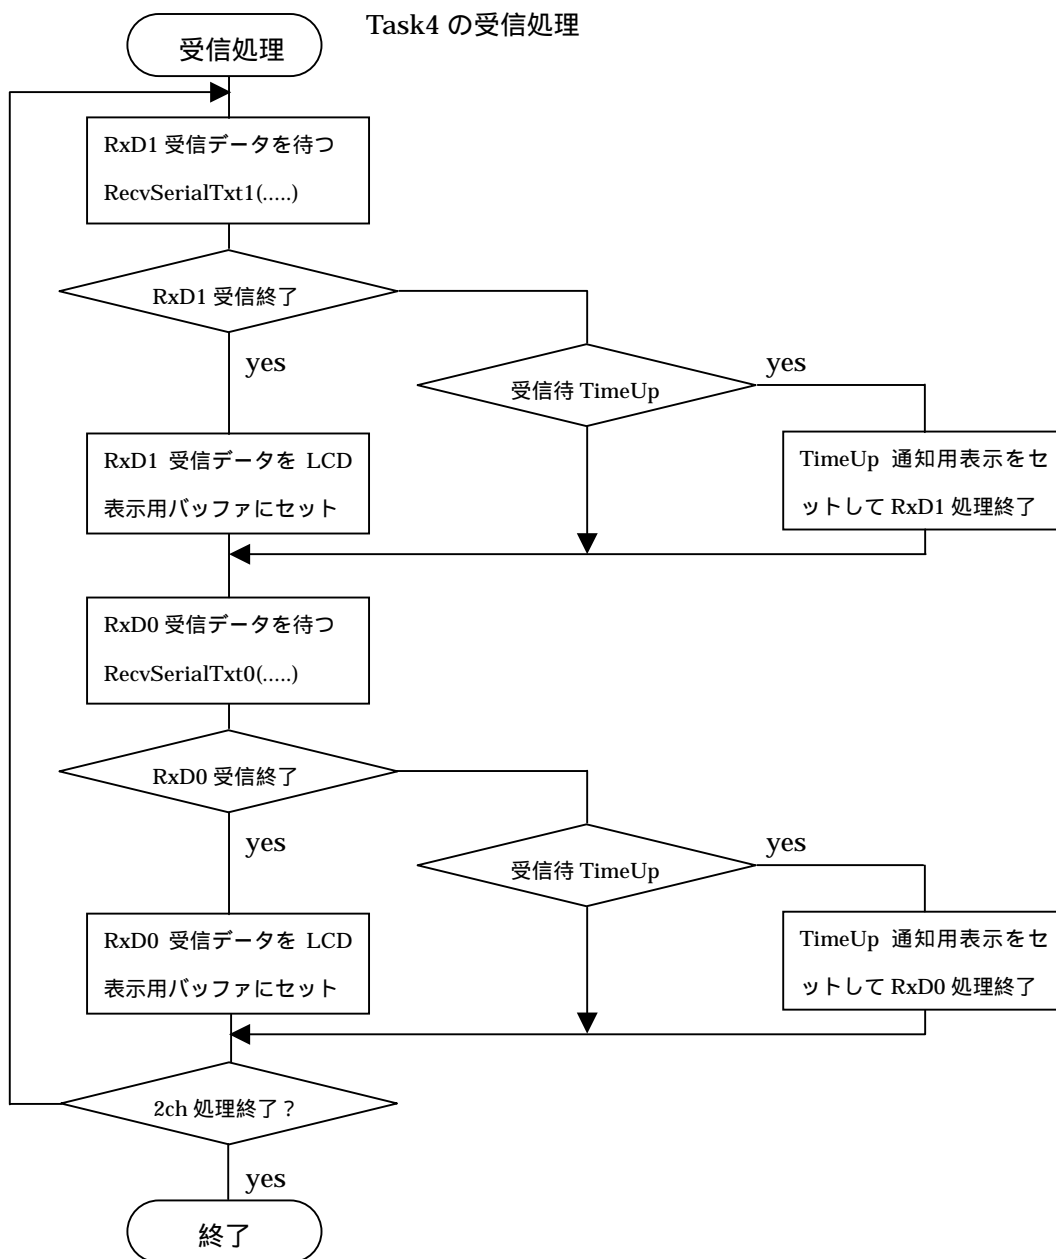 Task4 の受信処理
受信処理
RxD1 受信データを待つ
RecvSerialTxt1(.....)
RxD1 受信終了
yes
受信待 TimeUp
yes
RxD1 受信データを LCD
表示用バッファにセット
TimeUp 通知用表示をセ
ットして RxD1 処理終了
RxD0 受信データを待つ
RecvSerialTxt0(.....)
RxD0 受信終了
yes
受信待 TimeUp
yes
RxD0 受信データを LCD
表示用バッファにセット
TimeUp 通知用表示をセ
ットして RxD0 処理終了
2ch 処理終了？
yes
終了